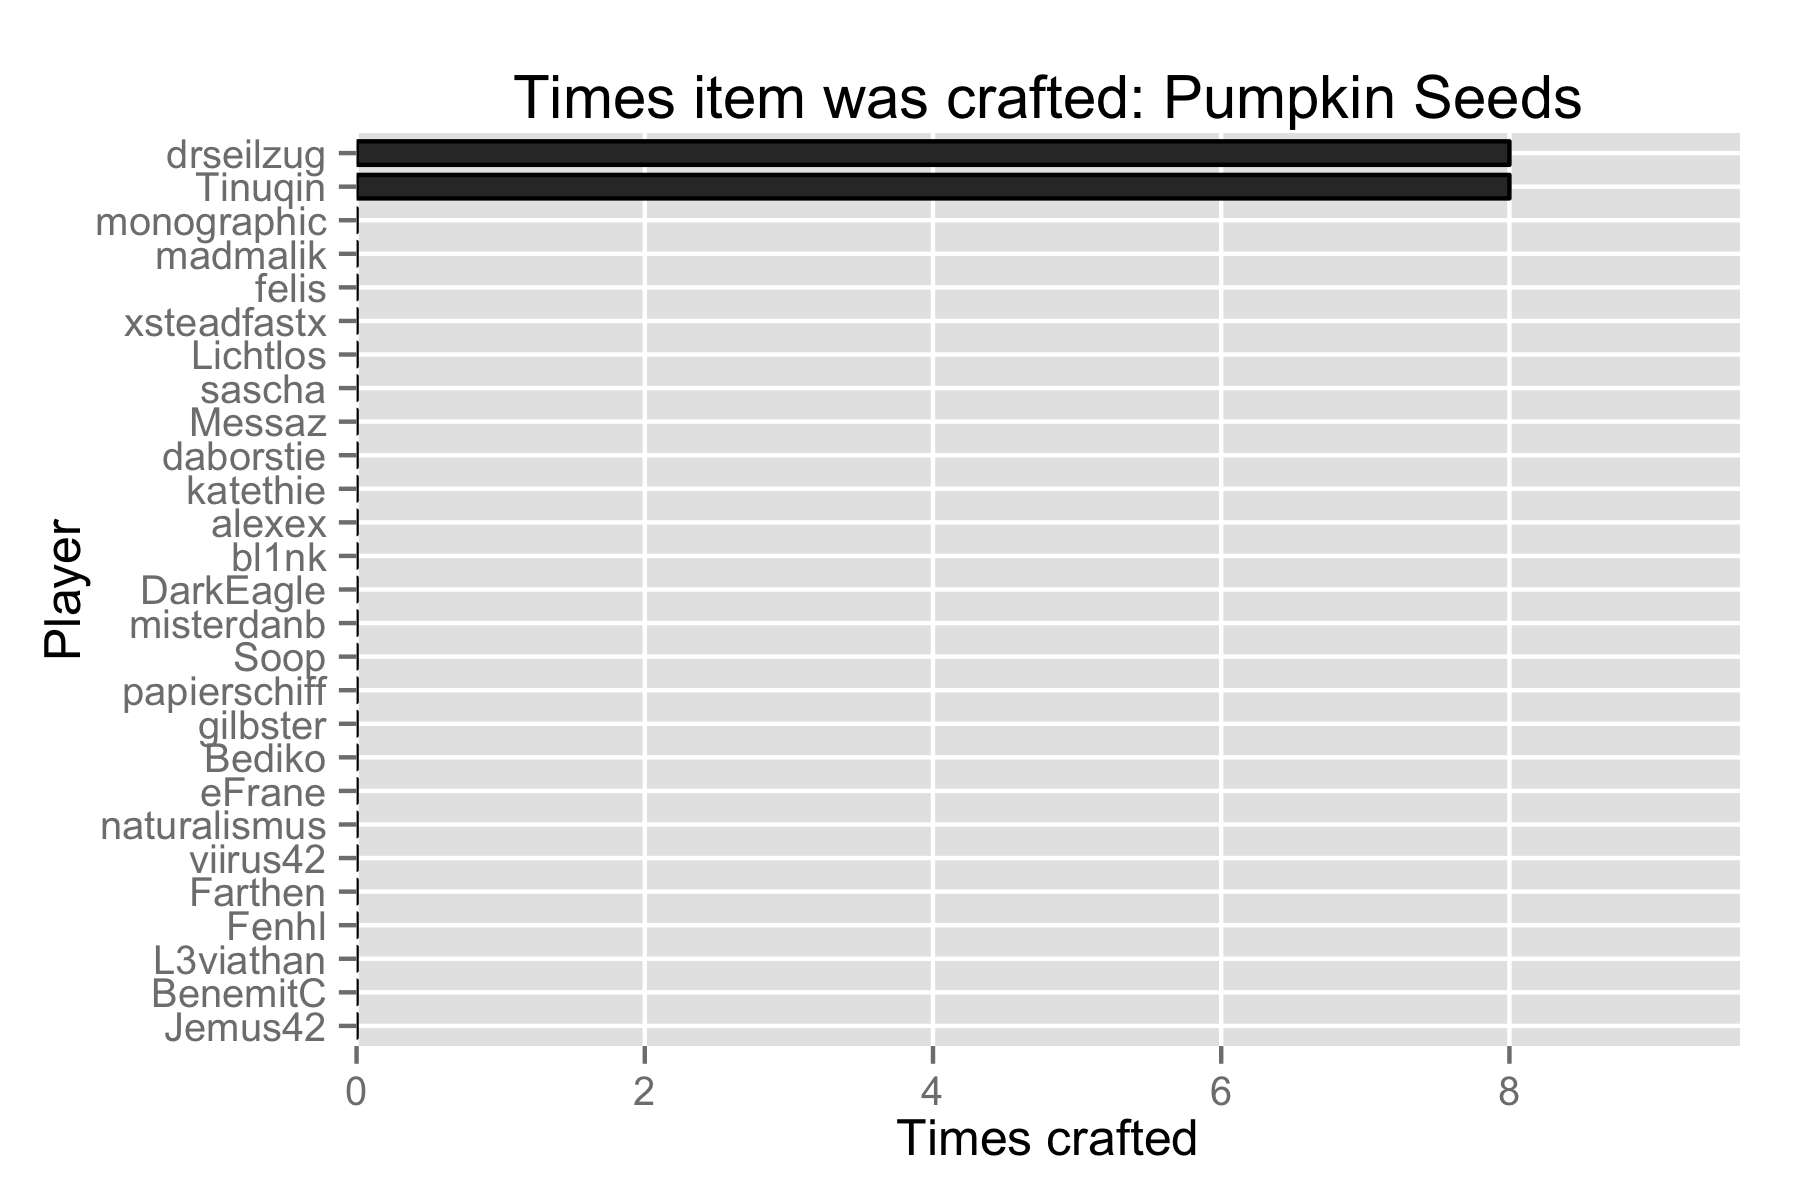 Times item was crafted: Pumpkin Seeds
drseilzug
Tinuqin
monographic
madmalik
felis
xsteadfastx
Lichtlos
sascha
Messaz
daborstie
katethie
alexex
bl1nk
DarkEagle
misterdanb
Soop
papierschiff
gilbster
Bediko
eFrane
naturalismus
viirus42
Farthen
Fenhl
L3viathan
BenemitC
Jemus42
Player
0 2 4 6 8
Times crafted